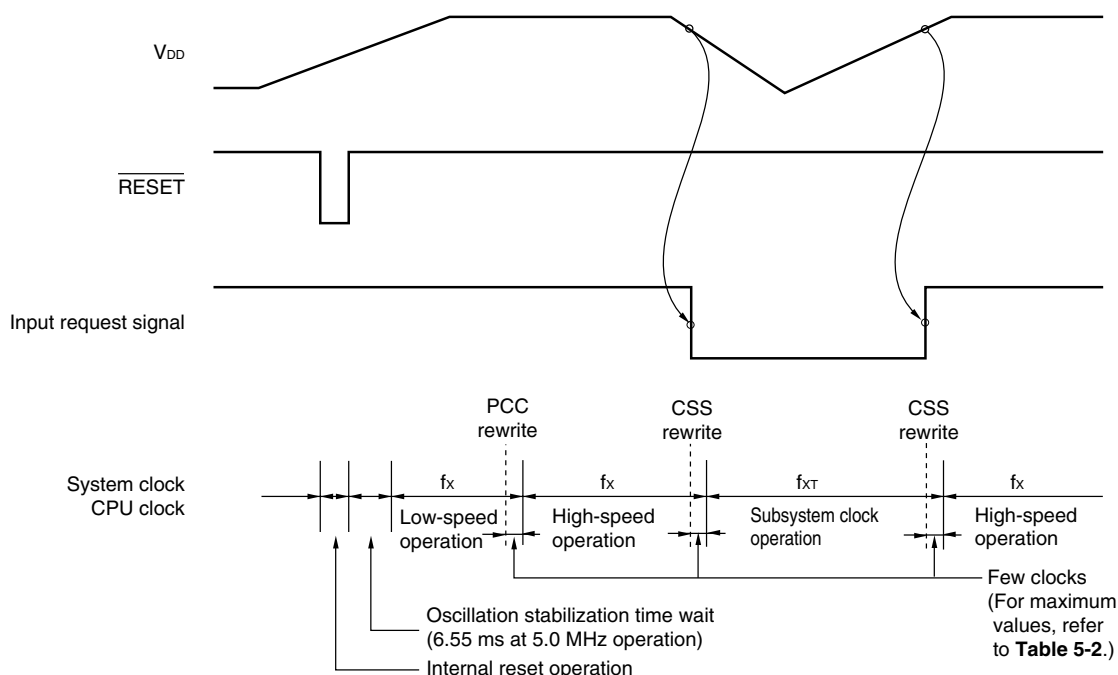 VDD
RESET
Input request signal
PCC
rewrite
CSS
rewrite
CSS
rewrite
System clock
CPU clock
fX
fX
fXT
fX
Low-speed
operation
High-speed
operation
Subsystem clock
operation
High-speed
operation
Few clocks
(For maximum
values, refer
to Table 5-2.)
Oscillation stabilization time wait
(6.55 ms at 5.0 MHz operation)
Internal reset operation